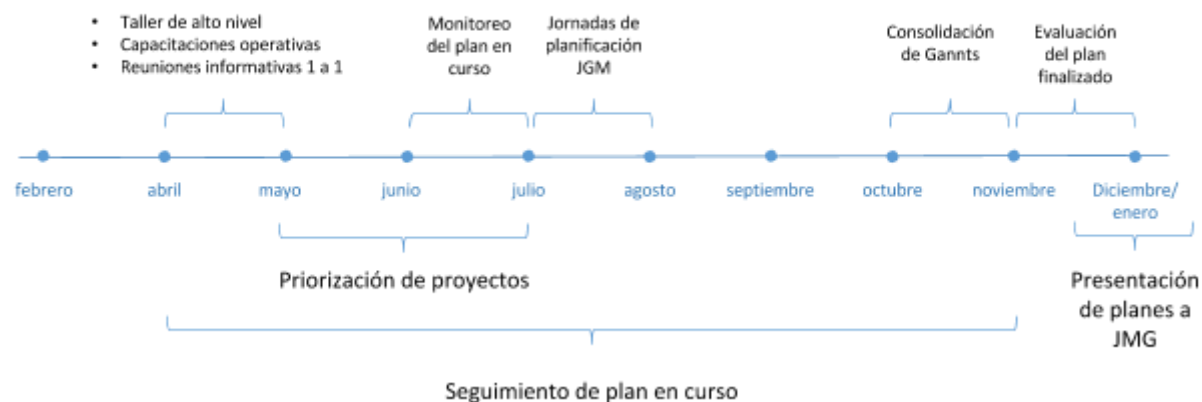 • Taller de alto nivel
• Capacitaciones operativas
• Reuniones informativas 1 a 1
Monitoreo
del plan en
curso
Jornadas de
planificación
JGM
Consolidación
de Gannts
Evaluación
del plan
finalizado
febrero
abril
mayo
junio
julio
agosto
septiembre
octubre
noviembre
Diciembre/
enero
Priorización de proyectos
Presentación
de planes a
JMG
Seguimiento de plan en curso